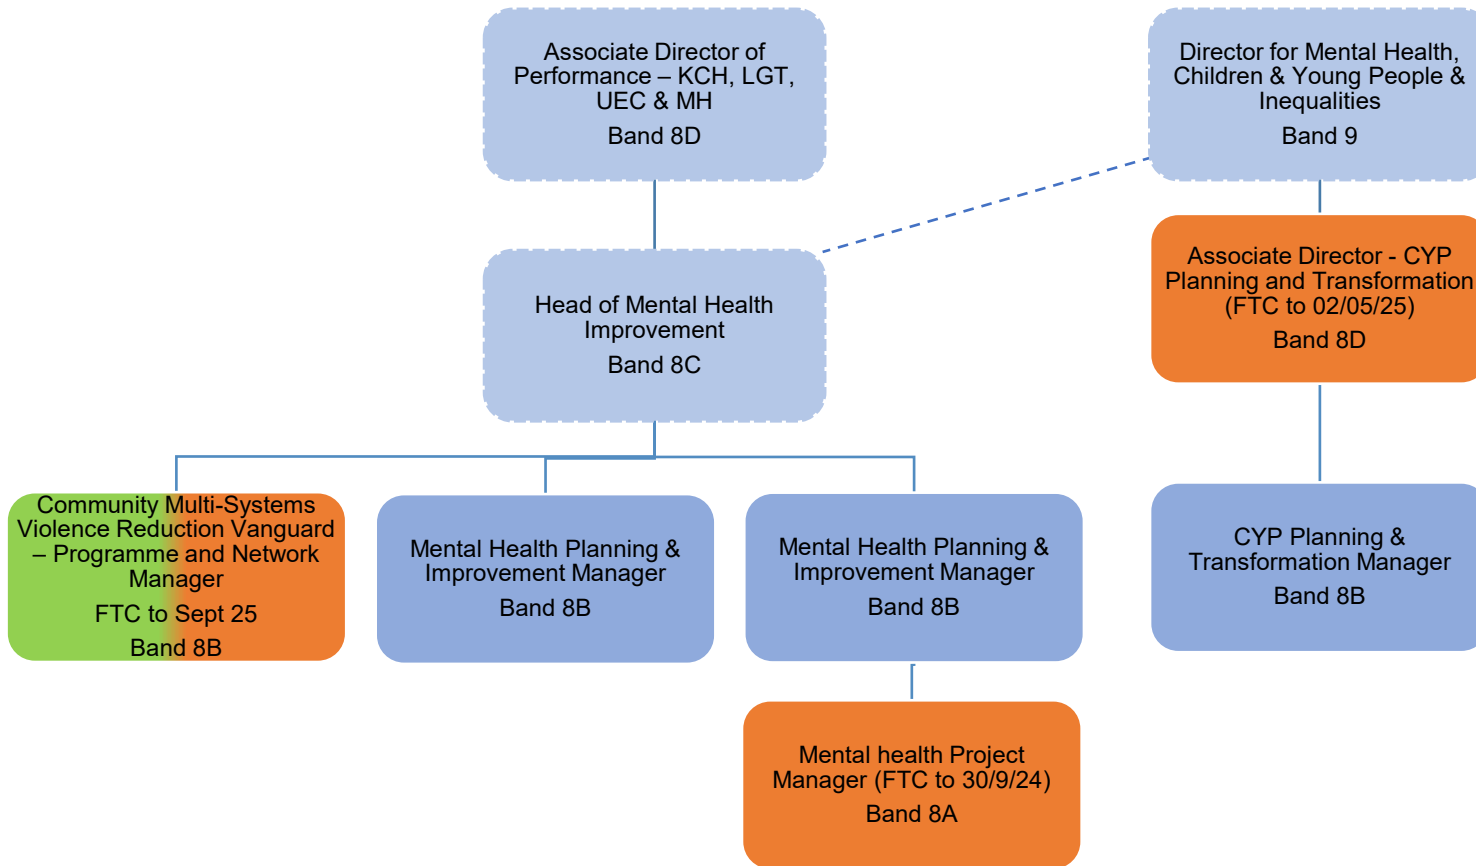 Associate Director of
Performance – KCH, LGT,
UEC & MH
Band 8D
Director for Mental Health,
Children & Young People &
Inequalities
Band 9
Head of Mental Health
Improvement
Band 8C
Associate Director - CYP
Planning and Transformation
(FTC to 02/05/25)
Band 8D
Community Multi-Systems
Violence Reduction Vanguard
– Programme and Network
Manager
FTC to Sept 25
Band 8B
Mental Health Planning &
Improvement Manager
Band 8B
Mental Health Planning &
Improvement Manager
Band 8B
CYP Planning &
Transformation Manager
Band 8B
Mental health Project
Manager (FTC to 30/9/24)
Band 8A